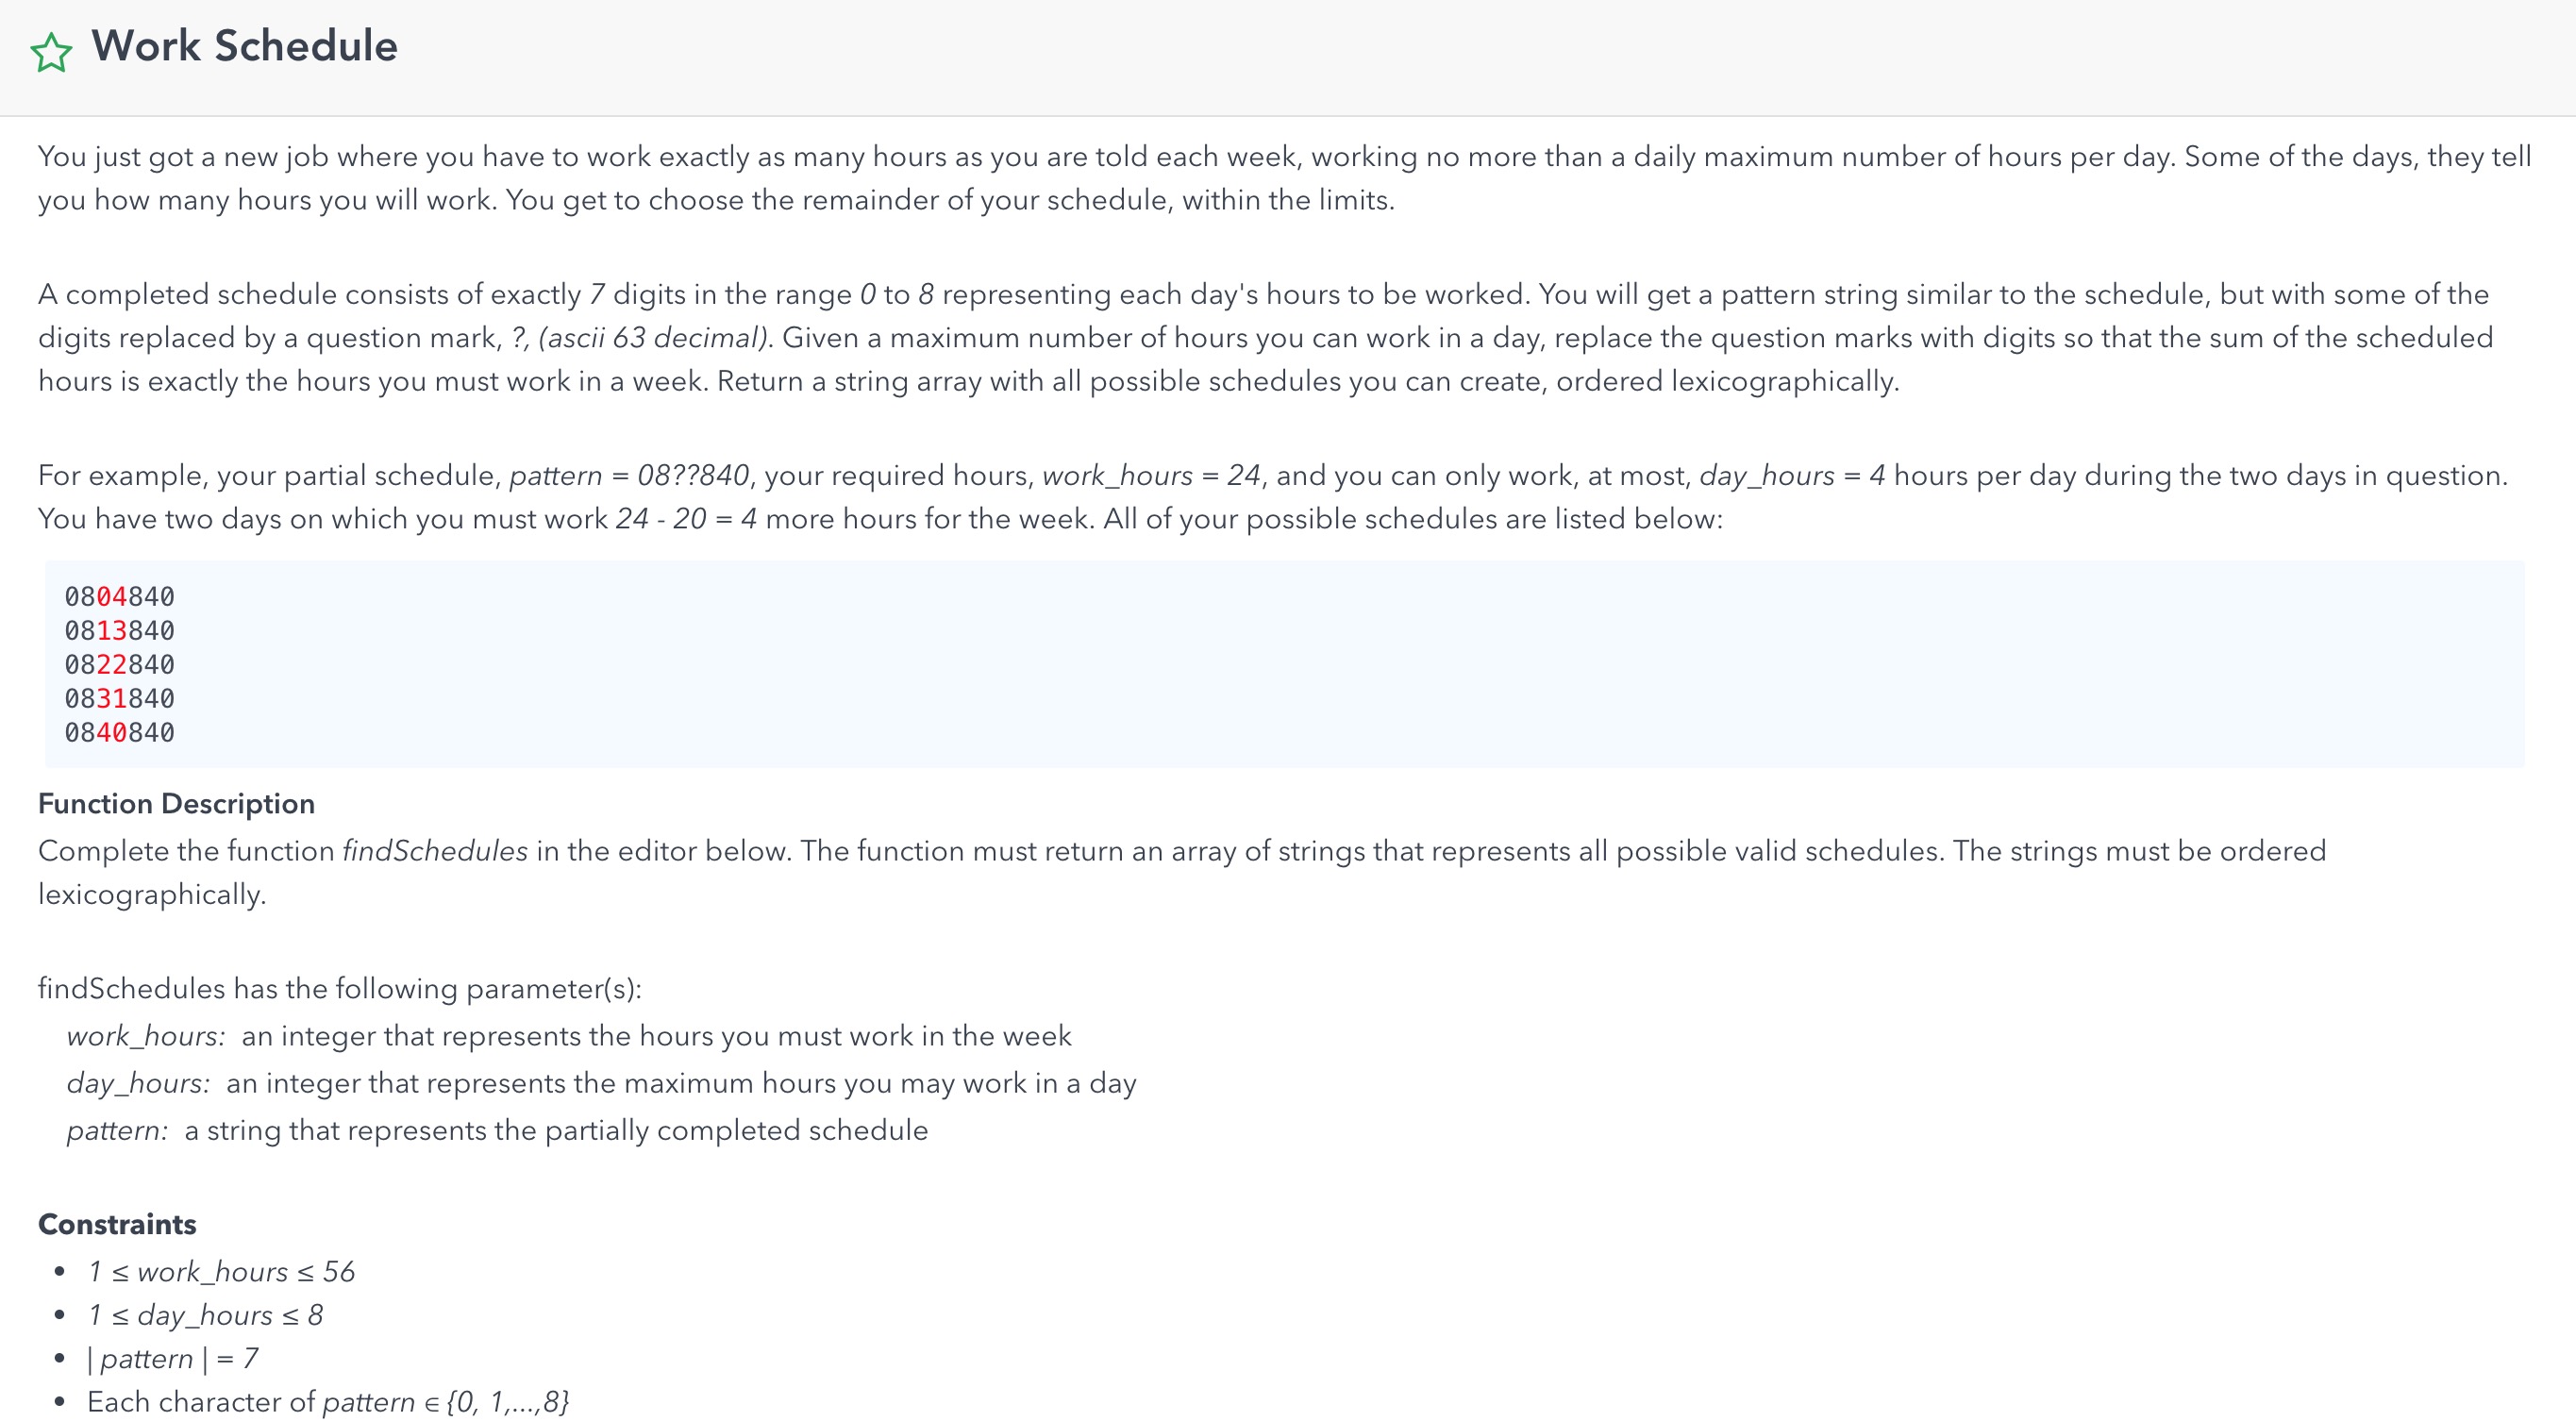 Work Schedule
You just got a new job where you have to work exactly as many hours as you are told each week, working no more than a daily maximum number of hours per day. Some of the days, they tell
you how many hours you will work. You get to choose the remainder of your schedule, within the limits.
A completed schedule consists of exactly 7 digits in the range 0 to 8 representing each day's hours to be worked. You will get a pattern string similar to the schedule, but with some of the
digits replaced by a question mark, ?, (ascii 63 decimal). Given a maximum number of hours you can work in a day, replace the question marks with digits so that the sum of the scheduled
hours is exactly the hours you must work in a week. Return a string array with all possible schedules you can create, ordered lexicographically.
For example, your partial schedule, pattern = 08??840, your required hours, work_hours = 24, and you can only work, at most, day_hours = 4 hours per day during the two days in question.
You have two days on which you must work 24 - 20 = 4 more hours for the week. All of your possible schedules are listed below:
0804840
0813840
0822840
0831840
0840840
Function Description
Complete the function findSchedules in the editor below. The function must return an array of strings that represents all possible valid schedules. The strings must be ordered
lexicographically.
findSchedules has the following parameter(s):
work_hours: an integer that represents the hours you must work in the week
day_hours: an integer that represents the maximum hours you may work in a day
pattern: a string that represents the partially completed schedule
Constraints
• 1 ≤ work_hours ≤ 56
• 1 ≤ day_hours ≤ 8
• | pattern | = 7
• Each character of pattern ∈ {0, 1,...,8}